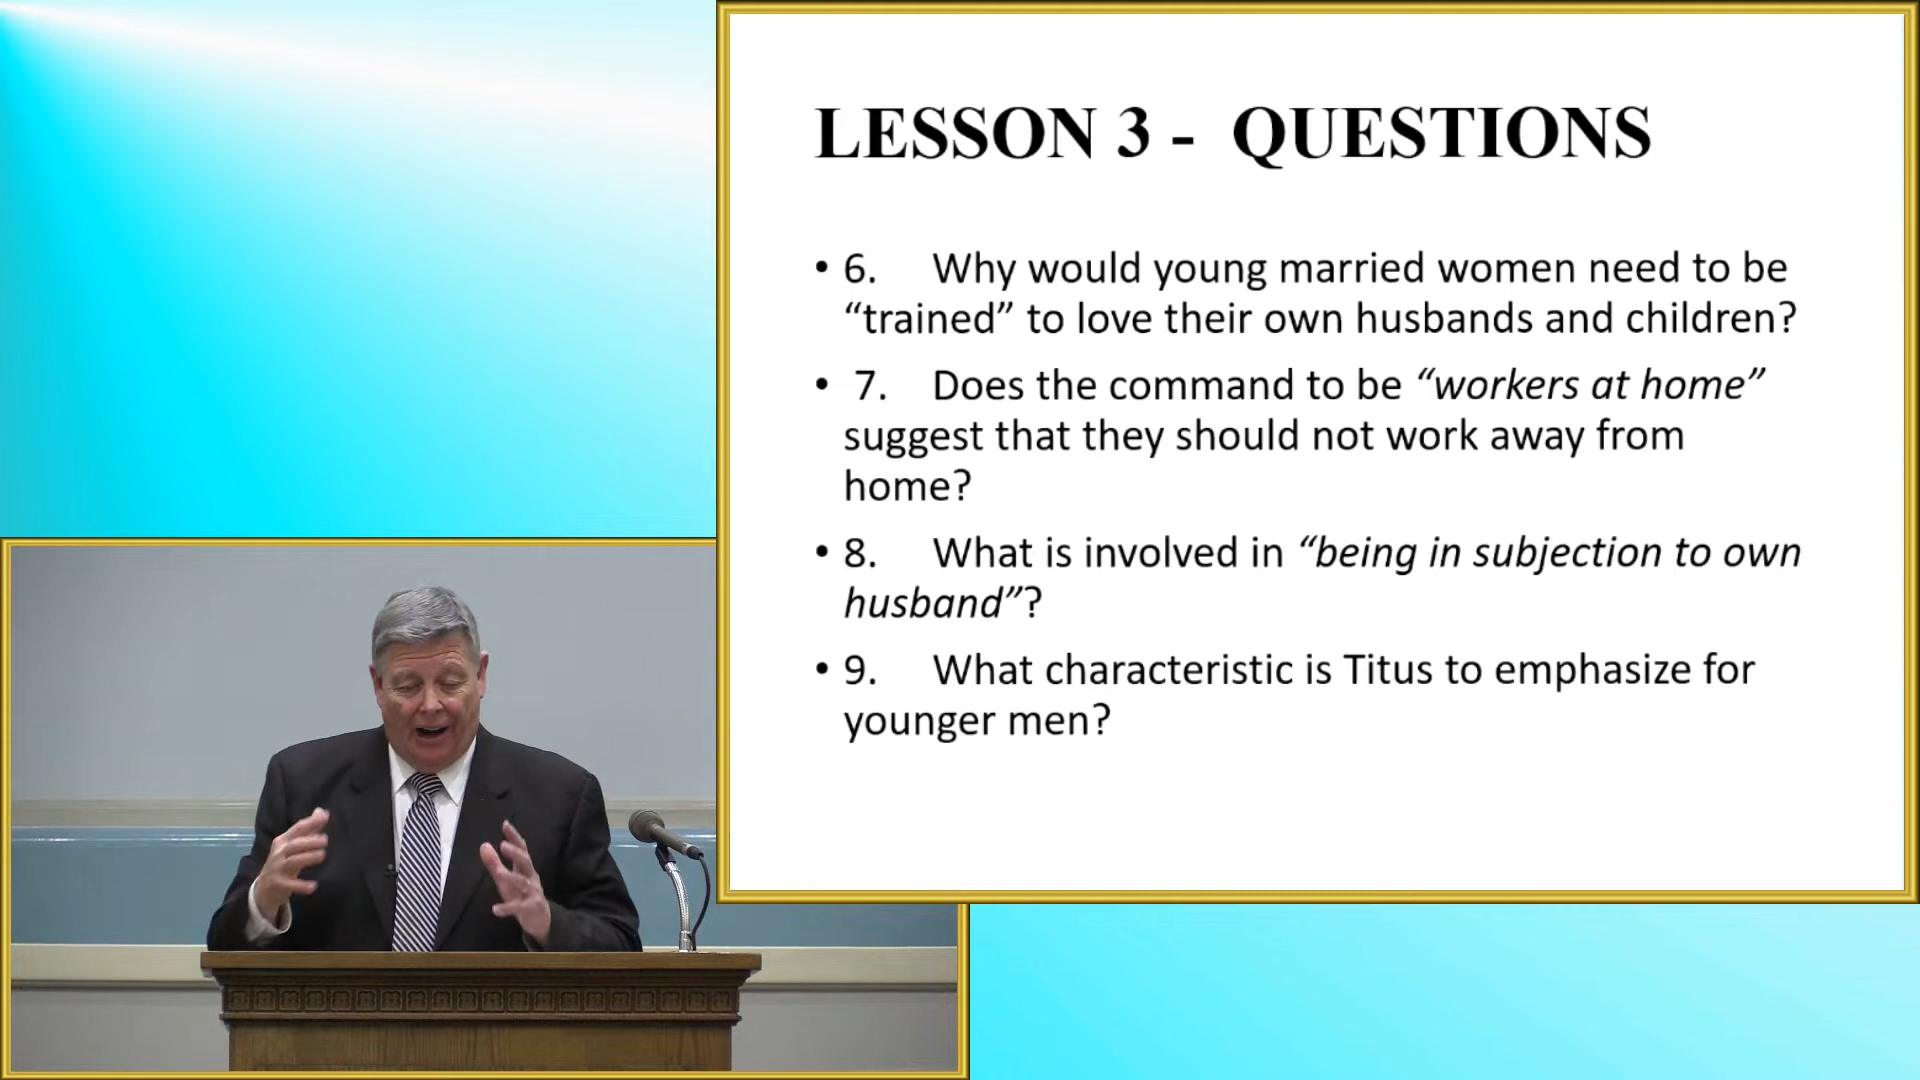 LESSON 3 - QUESTIONS
• 6. Why would young married women need to be
“trained” to love their own husbands and children?
• 7. Does the command to be “workers at home”
suggest that they should not work away from
home?
• 8. What is involved in “being in subjection to own
husband”?
• 9. What characteristic is Titus to emphasize for
younger men?